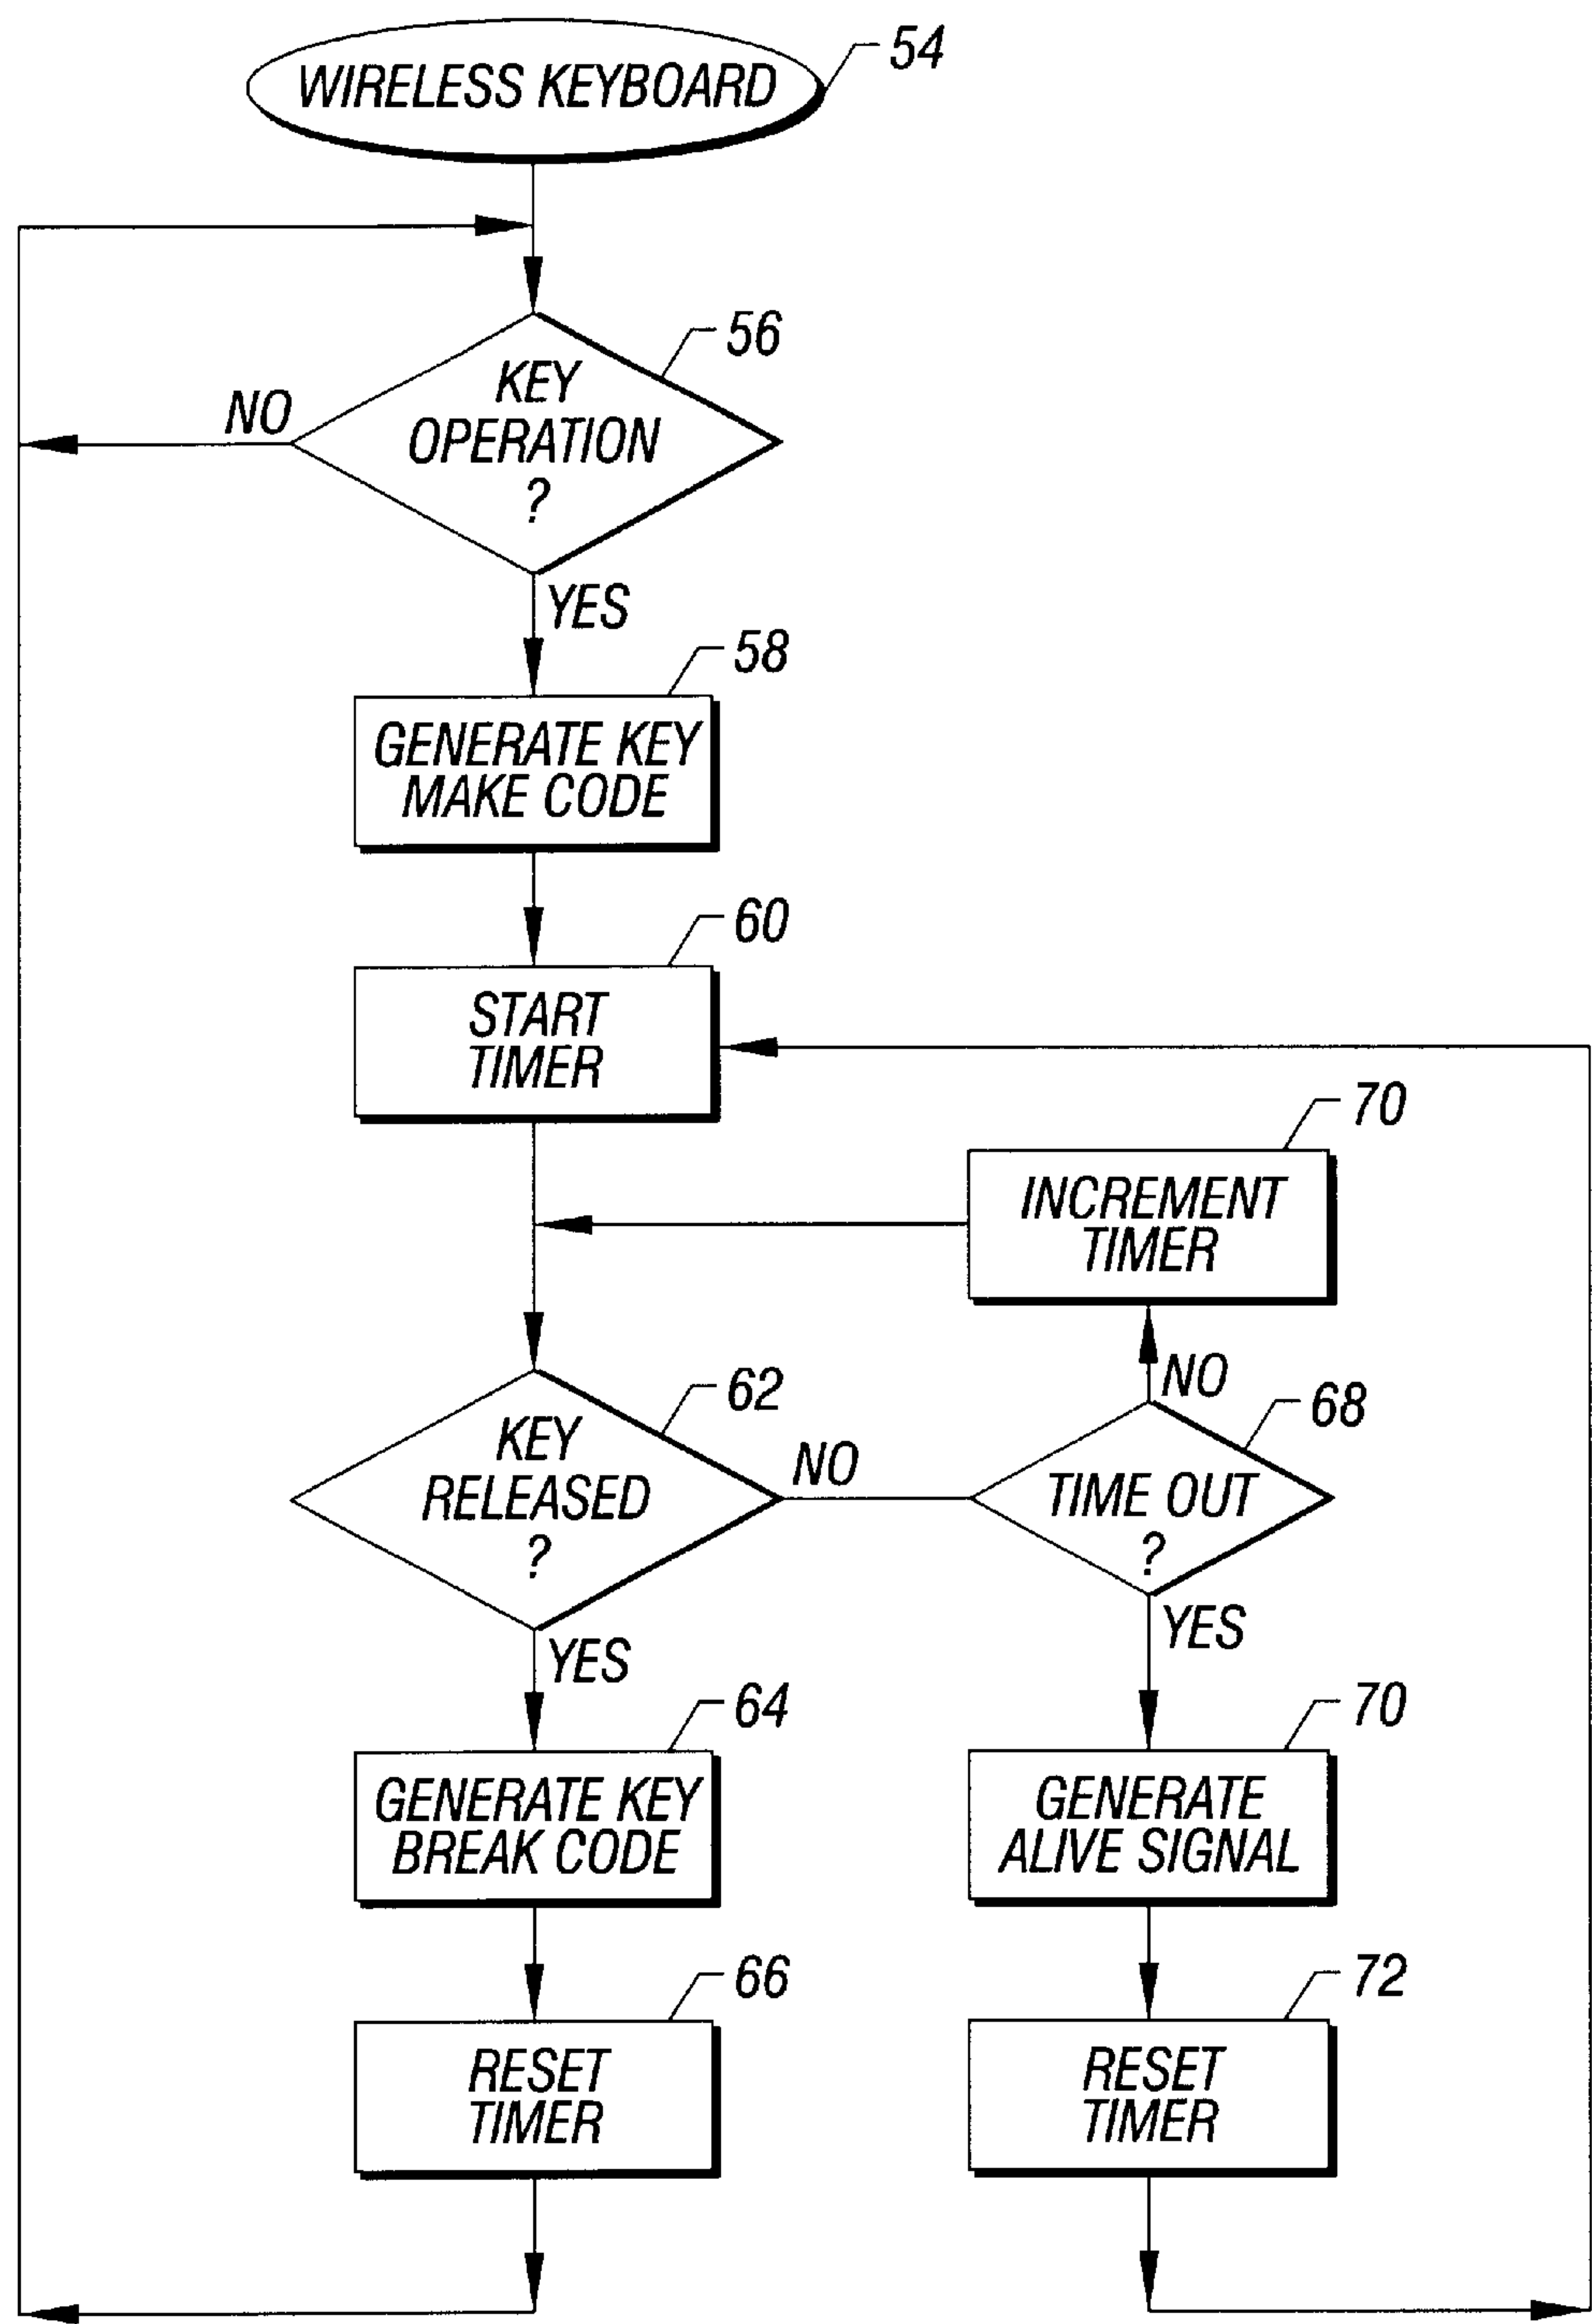 WIRELESS KEYBOARD
54
KEY
OPERATION
?
56
NO
YES
GENERATE KEY
MAKE CODE
58
START
TIMER
60
INCREMENT
TIMER
70
KEY
RELEASED
?
62
NO
TIME OUT
?
68
NO
YES
YES
GENERATE KEY
BREAK CODE
64
GENERATE
ALIVE SIGNAL
70
RESET
TIMER
66
RESET
TIMER
72